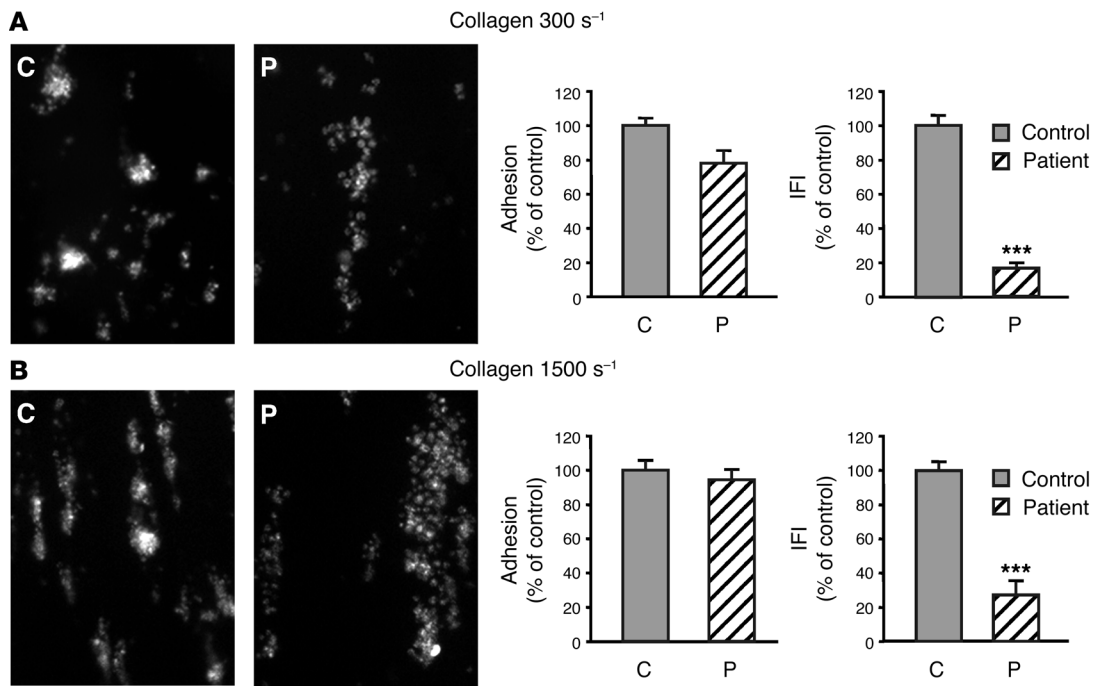 A
Collagen 300 s⁻¹
C
P
Adhesion
(% of control)
120
100
80
60
40
20
0
C
P
IFI
(% of control)
120
100
80
60
40
20
0
***
C
P
Control
Patient
B
Collagen 1500 s⁻¹
C
P
Adhesion
(% of control)
120
100
80
60
40
20
0
C
P
IFI
(% of control)
120
100
80
60
40
20
0
***
C
P
Control
Patient